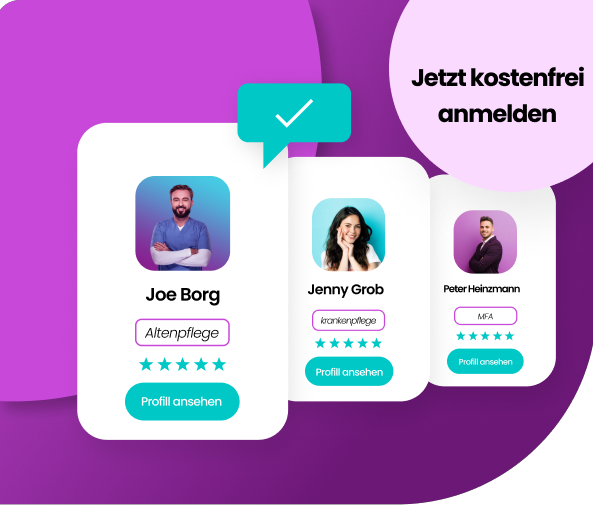 Jetzt kostenfrei
anmelden
Joe Borg
Altenpflege
Profill ansehen
Jenny Grob
krankenpflege
Profill ansehen
Peter Heinzmann
MFA
Profill ansehen